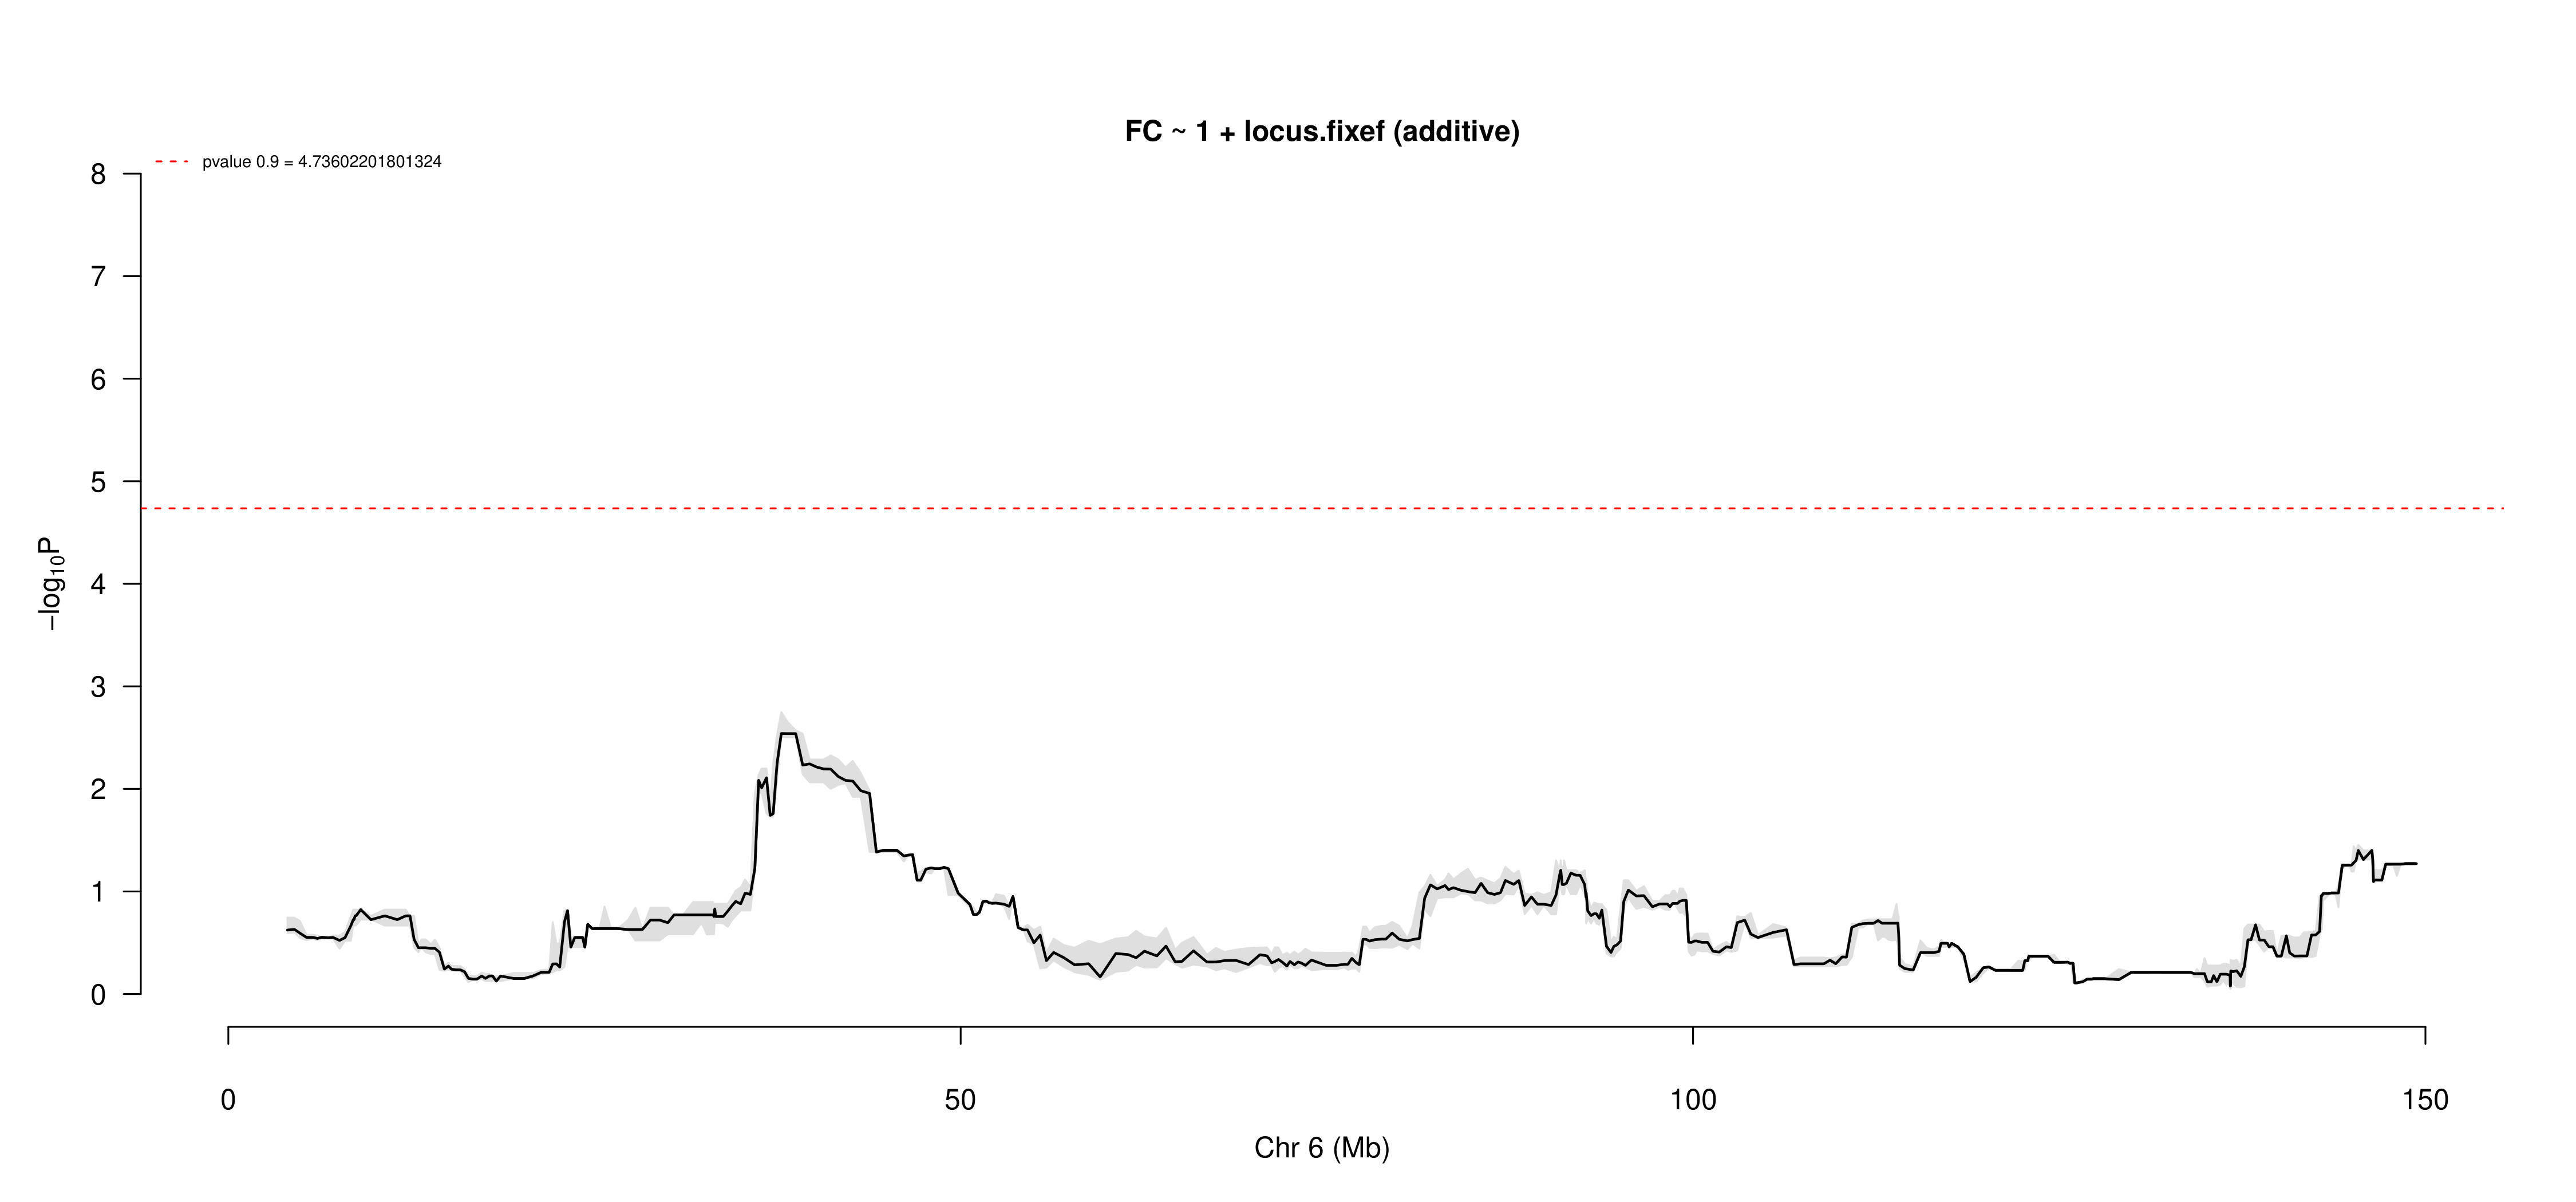 FC ~ 1 + locus.fixef (additive)
pvalue 0.9 = 4.73602201801324
8
7
6
5
4
3
2
1
0
−log10P
0 50 100 150
Chr 6 (Mb)